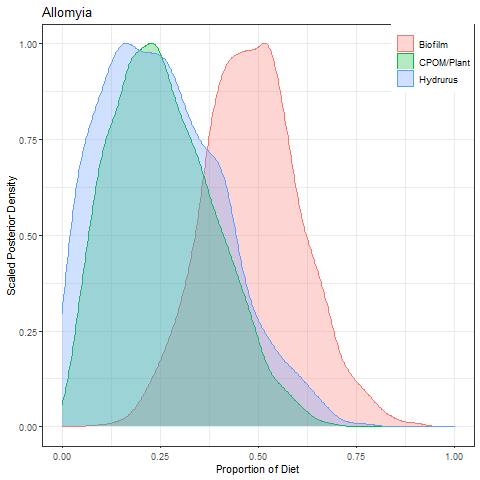 Allomyia
Biofilm
CPOM/Plant
Hydrurus
Scaled Posterior Density
1.00
0.75
0.50
0.25
0.00
0.00 0.25 0.50 0.75 1.00
Proportion of Diet